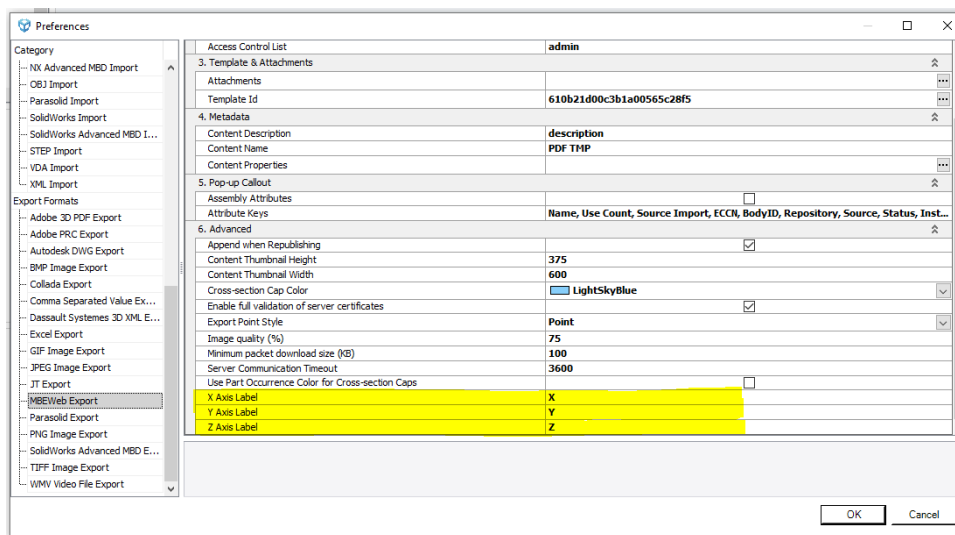 Preferences
Category
NX Advanced MBD Import
OBJ Import
Parasolid Import
SolidWorks Import
SolidWorks Advanced MBD I...
STEP Import
VDA Import
XML Import
Export Formats
Adobe 3D PDF Export
Adobe PRC Export
Autodesk DWG Export
BMP Image Export
Collada Export
Comma Separated Value Ex...
Dassault Systemes 3D XML E...
Excel Export
GIF Image Export
JPEG Image Export
JT Export
MBEWeb Export
Parasolid Export
PNG Image Export
SolidWorks Advanced MBD E...
TIFF Image Export
WMV Video File Export
Access Control List admin
3. Template & Attachments
Attachments ...
Template Id 610b21d00c3b1a00565c28f5 ...
4. Metadata
Content Description description
Content Name PDF TMP
Content Properties ...
5. Pop-up Callout
Assembly Attributes
Attribute Keys Name, Use Count, Source Import, ECCN, BodyID, Repository, Source, Status, Inst...
6. Advanced
Append when Republishing
Content Thumbnail Height 375
Content Thumbnail Width 600
Cross-section Cap Color LightSkyBlue
Enable full validation of server certificates
Export Point Style Point
Image quality (%) 75
Minimum packet download size (KB) 100
Server Communication Timeout 3600
Use Part Occurrence Color for Cross-section Caps
X Axis Label X
Y Axis Label Y
Z Axis Label Z
OK Cancel